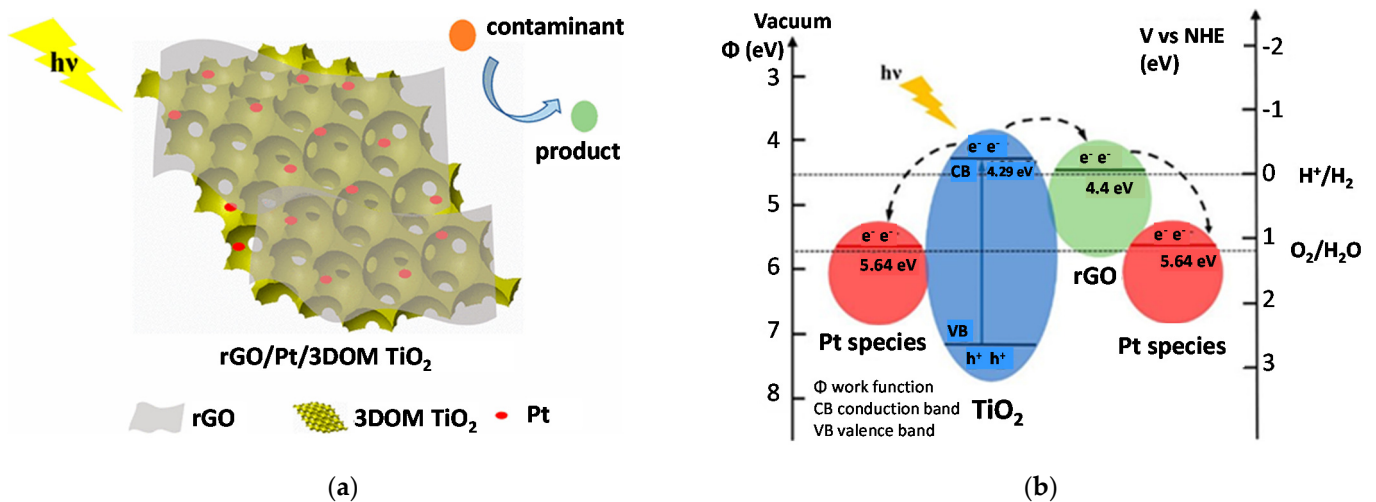 hν
contaminant
product
rGO/Pt/3DOM TiO₂
rGO
3DOM TiO₂
Pt
(a)
Vacuum
Φ (eV)
3
4
5
6
7
8
hν
e⁻ e⁻
CB
4.29 eV
VB
h⁺ h⁺
TiO₂
e⁻ e⁻
5.64 eV
Pt species
e⁻ e⁻
4.4 eV
rGO
e⁻ e⁻
5.64 eV
Pt species
Φ work function
CB conduction band
VB valence band
V vs NHE
(eV)
-2
-1
0
1
2
3
H⁺/H₂
O₂/H₂O
(b)